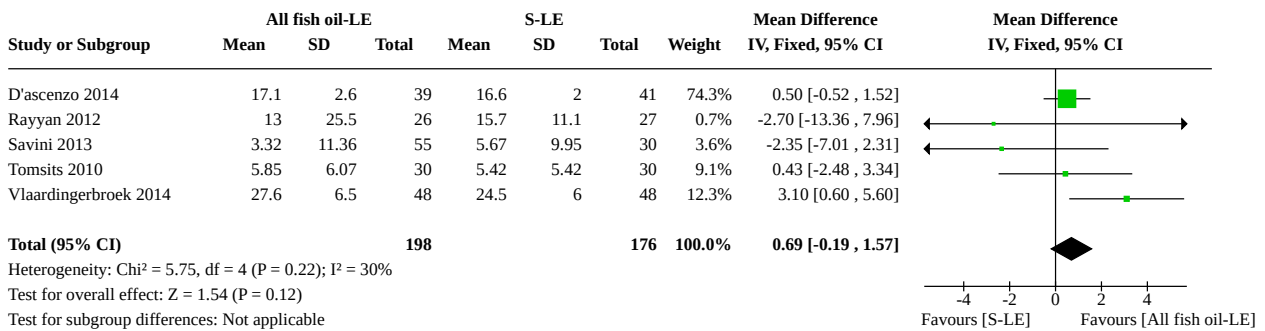 All fish oil-LE S-LE Mean Difference Mean Difference
Study or Subgroup Mean SD Total Mean SD Total Weight IV, Fixed, 95% CI IV, Fixed, 95% CI
D'ascenzo 2014 17.1 2.6 39 16.6 2 41 74.3% 0.50 [-0.52 , 1.52]
Rayyan 2012 13 25.5 26 15.7 11.1 27 0.7% -2.70 [-13.36 , 7.96]
Savini 2013 3.32 11.36 55 5.67 9.95 30 3.6% -2.35 [-7.01 , 2.31]
Tomsits 2010 5.85 6.07 30 5.42 5.42 30 9.1% 0.43 [-2.48 , 3.34]
Vlaardingerbroek 2014 27.6 6.5 48 24.5 6 48 12.3% 3.10 [0.60 , 5.60]
Total (95% CI) 198 176 100.0% 0.69 [-0.19 , 1.57]
Heterogeneity: Chi² = 5.75, df = 4 (P = 0.22); I² = 30%
Test for overall effect: Z = 1.54 (P = 0.12) -4 -2 0 2 4
Test for subgroup differences: Not applicable Favours [S-LE] Favours [All fish oil-LE]